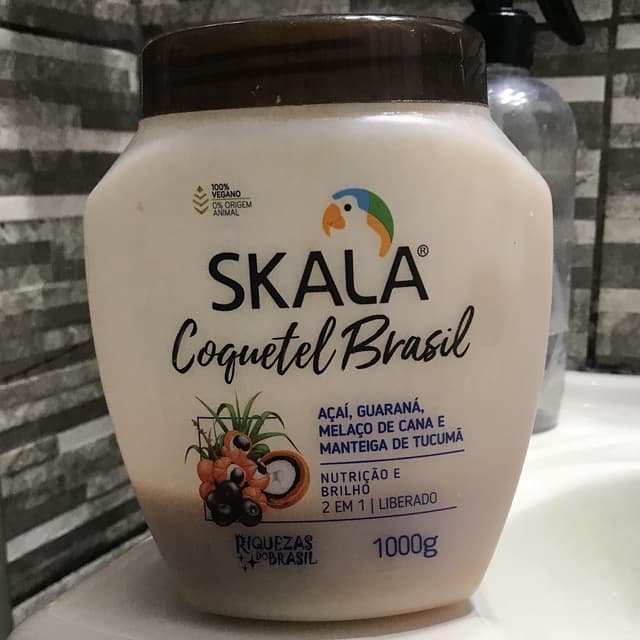 100%
VEGANO
0% ORIGEM
ANIMAL
SKALA®
Coquetel Brasil
AÇAÍ, GUARANÁ,
MELAÇO DE CANA E
MANTEIGA DE TUCUMÃ
NUTRIÇÃO E
BRILHO
2 EM 1 | LIBERADO
RIQUEZAS
DO BRASIL
1000g